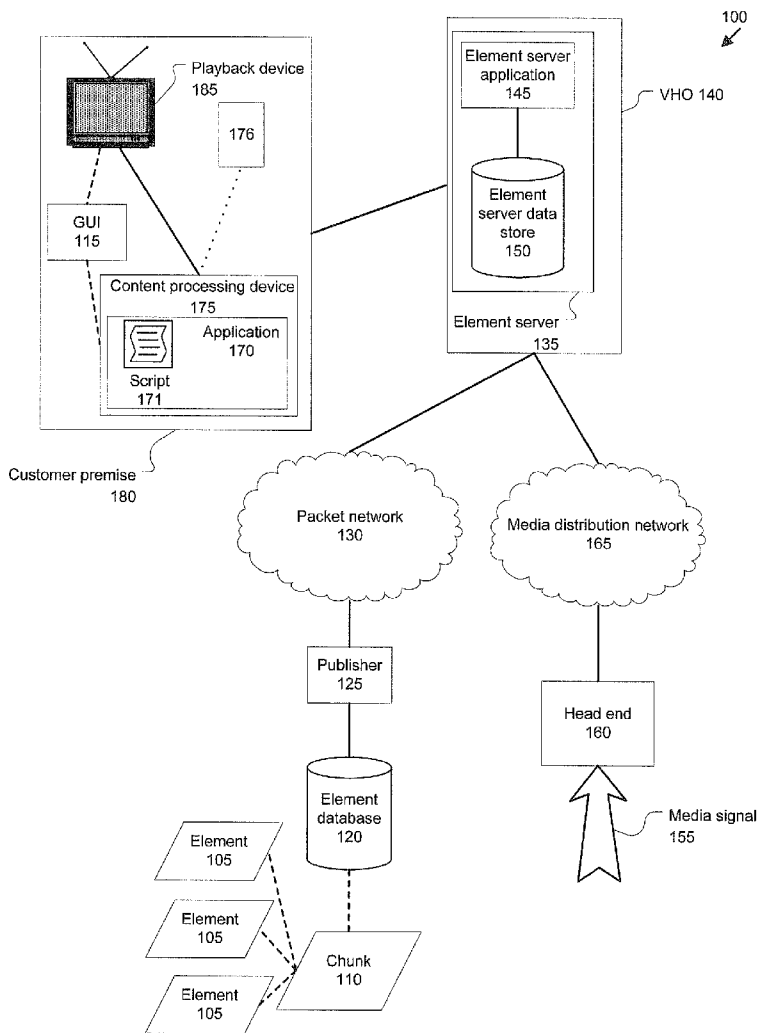 100
Playback device
185
176
GUI
115
Content processing device
175
Application
170
Script
171
Customer premise
180
Element server
application
145
VHO 140
Element
server data
store
150
Element server
135
Packet network
130
Media distribution network
165
Publisher
125
Head end
160
Element
database
120
Media signal
155
Element
105
Element
105
Element
105
Chunk
110